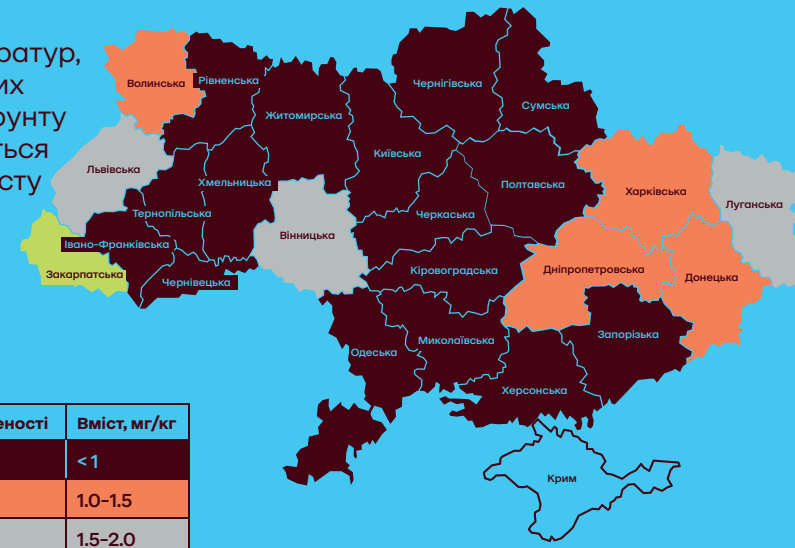 ратур,
их
рунту
ться
сту
Волинська
Рівненська
Житомирська
Чернігівська
Сумська
Київська
Львівська
Хмельницька
Полтавська
Харківська
Луганська
Тернопільська
Черкаська
Вінницька
Івано-Франківська
Закарпатська
Чернівецька
Кіровоградська
Дніпропетровська
Донецька
Запорізька
Миколаївська
Одеська
Херсонська
Крим
еності Вміст, мг/кг
< 1
1.0-1.5
1.5-2.0